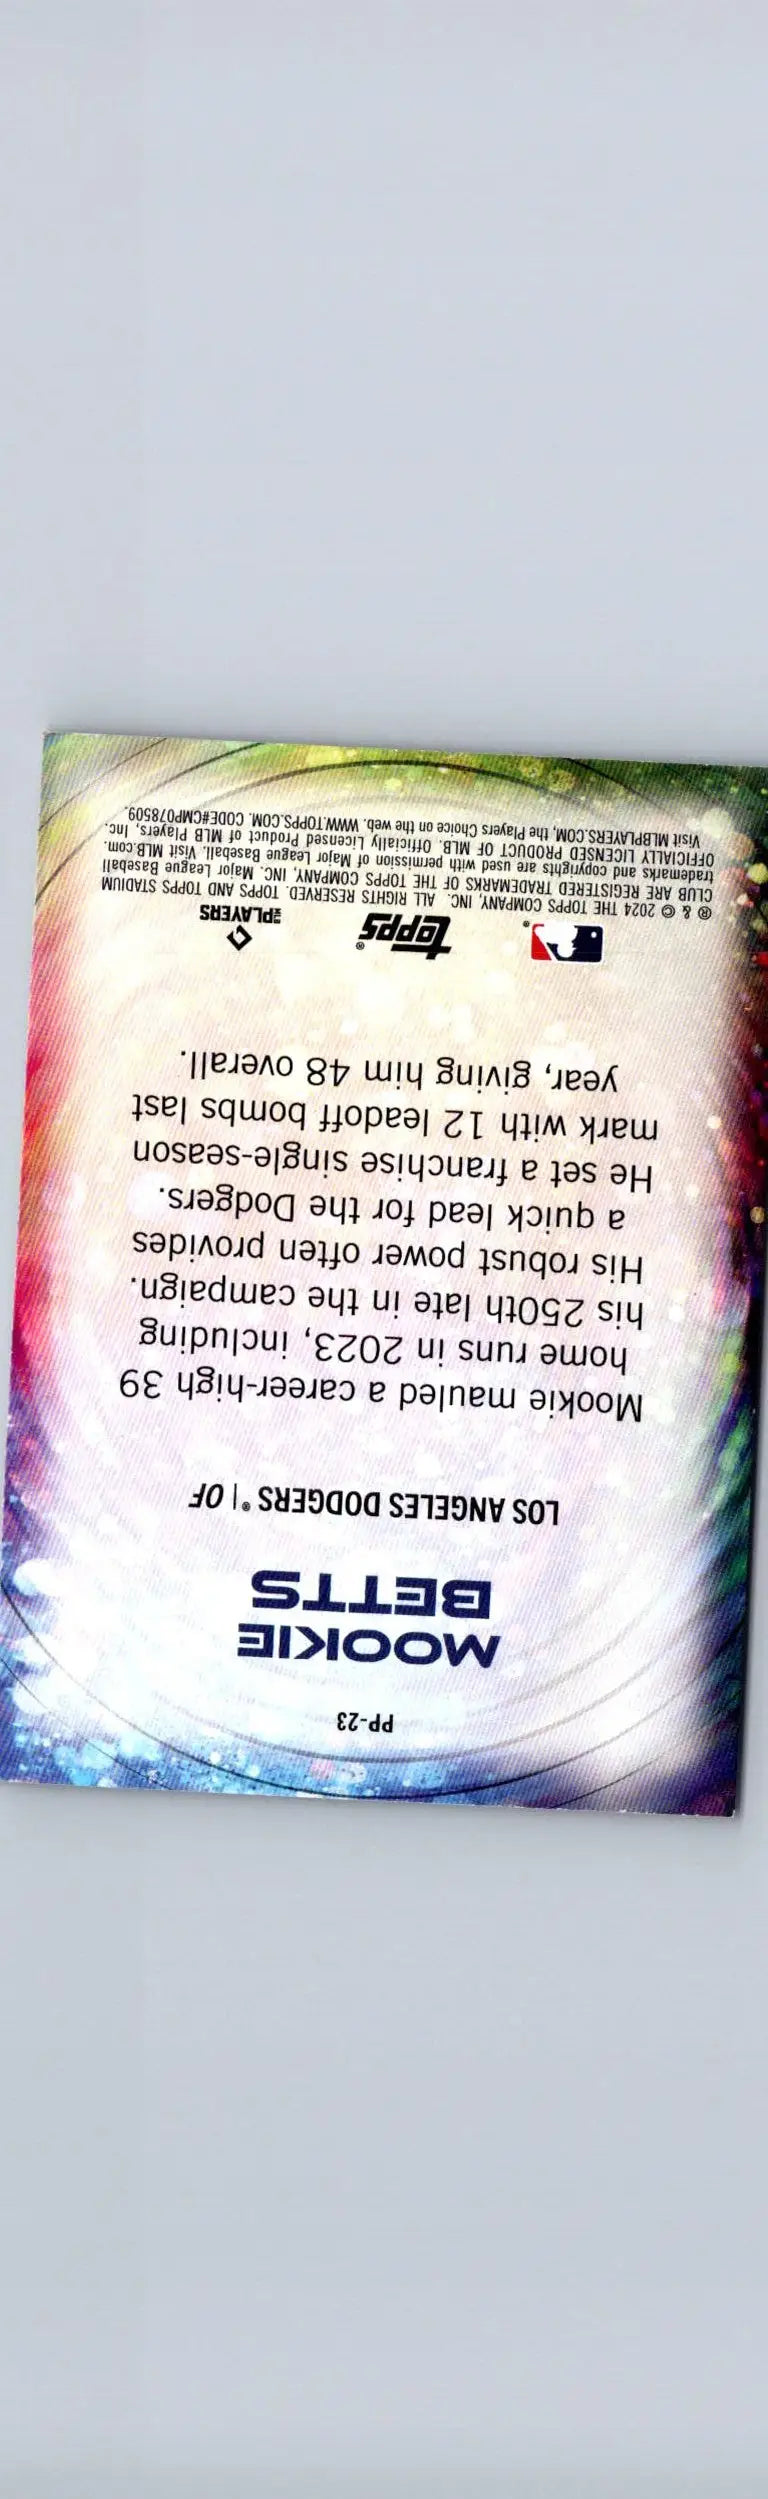 PP-23
MOOKIE
BETTS
LOS ANGELES DODGERS® | OF
Mookie mauled a career-high 39
home runs in 2023, including
his 250th late in the campaign.
His robust power often provides
a quick lead for the Dodgers.
He set a franchise single-season
mark with 12 leadoff bombs last
year, giving him 48 overall.
topps®
MLB PLAYERS
® & © 2024 THE TOPPS COMPANY, INC. ALL RIGHTS RESERVED. TOPPS AND TOPPS STADIUM
CLUB ARE REGISTERED TRADEMARKS OF THE TOPPS COMPANY, INC. Major League Baseball
trademarks and copyrights are used with permission of Major League Baseball. Visit MLB.com.
OFFICIALLY LICENSED PRODUCT OF MLB. Officially Licensed Product of MLB Players, Inc.
Visit MLBPLAYERS.COM, the Players Choice on the web. WWW.TOPPS.COM. CODE#CMP078509.